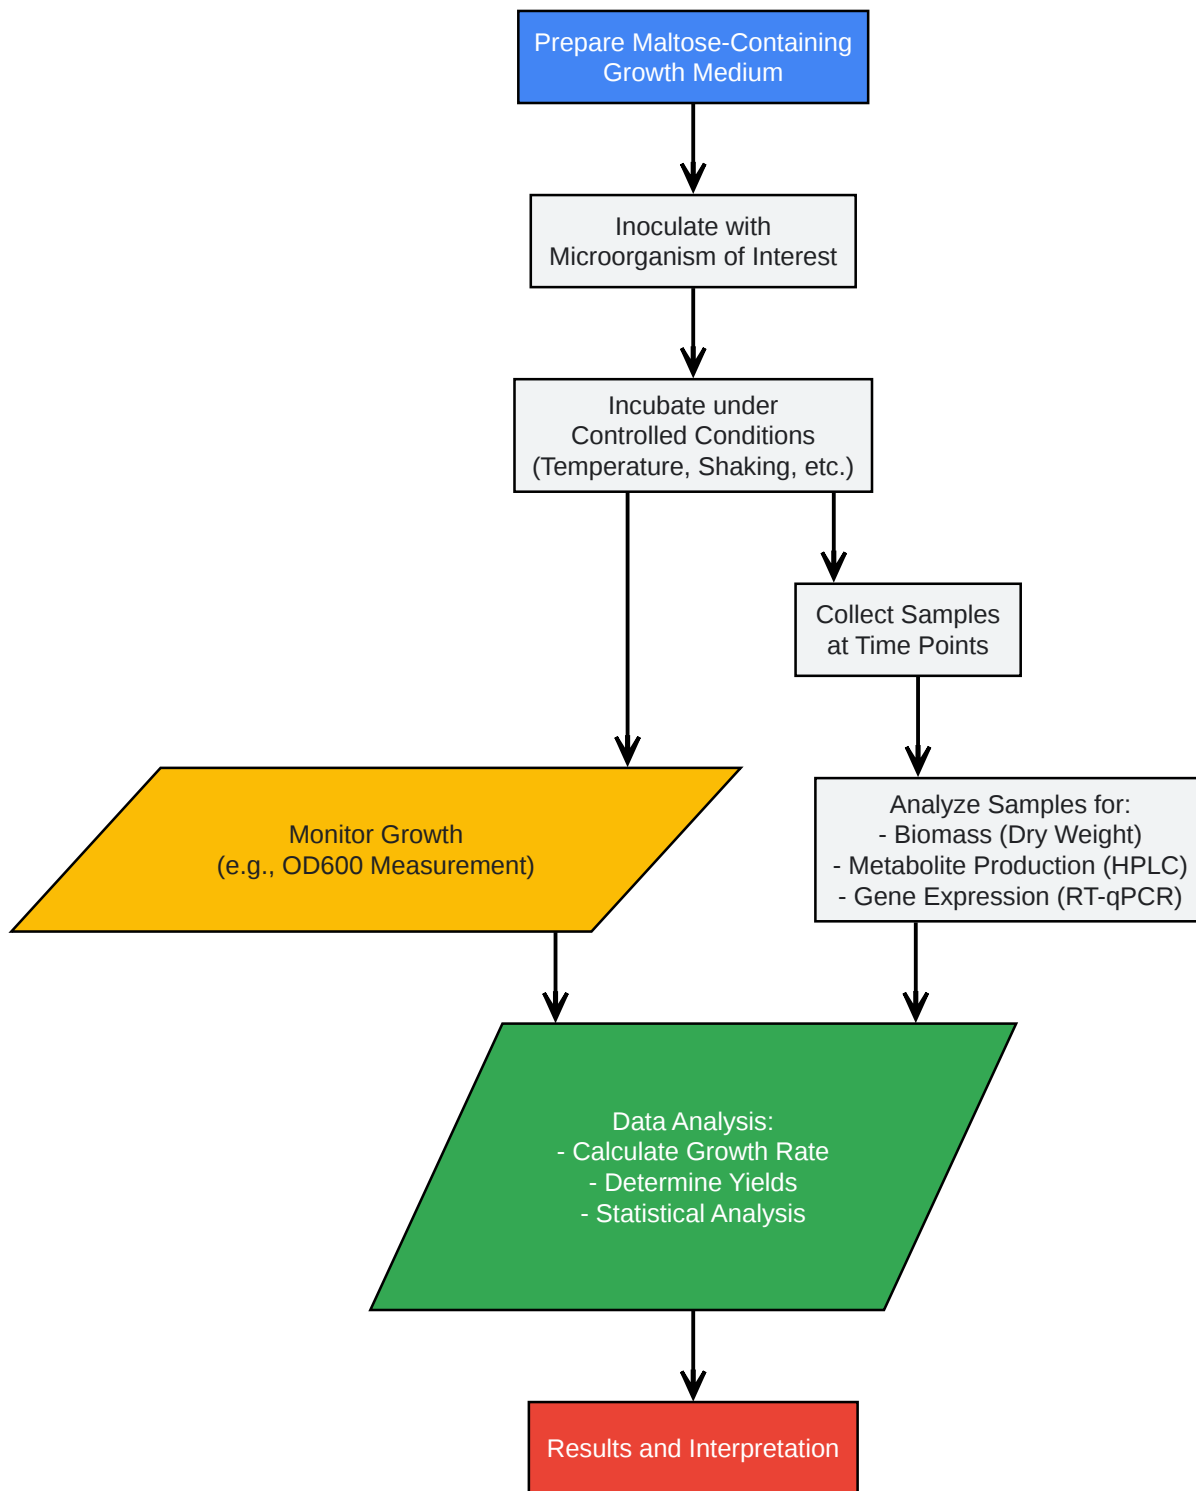 Prepare Maltose-Containing
Growth Medium
Inoculate with
Microorganism of Interest
Incubate under
Controlled Conditions
(Temperature, Shaking, etc.)
Collect Samples
at Time Points
Monitor Growth
(e.g., OD600 Measurement)
Analyze Samples for:
- Biomass (Dry Weight)
- Metabolite Production (HPLC)
- Gene Expression (RT-qPCR)
Data Analysis:
- Calculate Growth Rate
- Determine Yields
- Statistical Analysis
Results and Interpretation